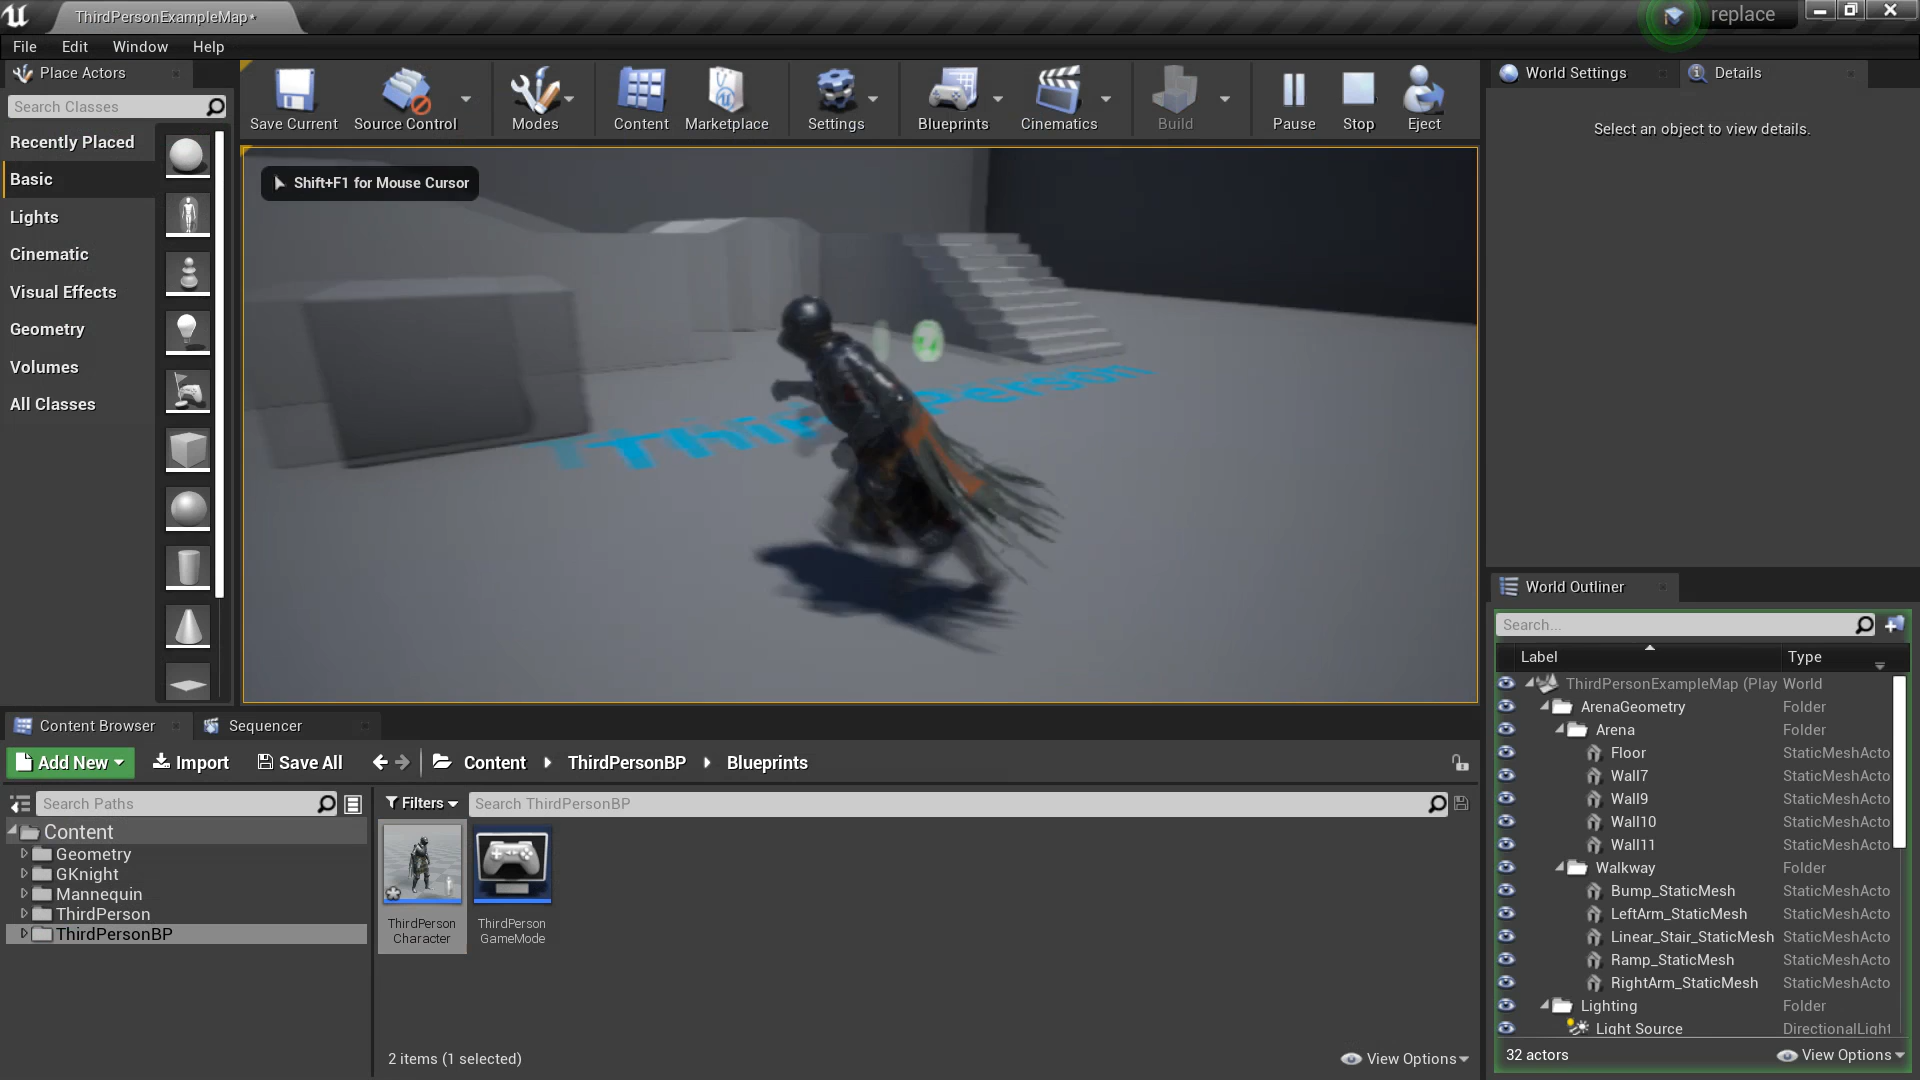 ThirdPersonExampleMap*
replace
File
Edit
Window
Help
Place Actors
Search Classes
Recently Placed
Basic
Lights
Cinematic
Visual Effects
Geometry
Volumes
All Classes
Save Current
Source Control
Modes
Content
Marketplace
Settings
Blueprints
Cinematics
Build
Pause
Stop
Eject
Shift+F1 for Mouse Cursor
Third Person
World Settings
Details
Select an object to view details.
World Outliner
Search...
Label
Type
ThirdPersonExampleMap (Play
World
ArenaGeometry
Folder
Arena
Folder
Floor
StaticMeshActo
Wall7
StaticMeshActo
Wall9
StaticMeshActo
Wall10
StaticMeshActo
Wall11
StaticMeshActo
Walkway
Folder
Bump_StaticMesh
StaticMeshActo
LeftArm_StaticMesh
StaticMeshActo
Linear_Stair_StaticMesh
StaticMeshActo
Ramp_StaticMesh
StaticMeshActo
RightArm_StaticMesh
StaticMeshActo
Lighting
Folder
Light Source
DirectionalLight
32 actors
View Options
Content Browser
Sequencer
Add New
Import
Save All
Content
ThirdPersonBP
Blueprints
Search Paths
Filters
Search ThirdPersonBP
Content
Geometry
GKnight
Mannequin
ThirdPerson
ThirdPersonBP
ThirdPerson
Character
ThirdPerson
GameMode
2 items (1 selected)
View Options